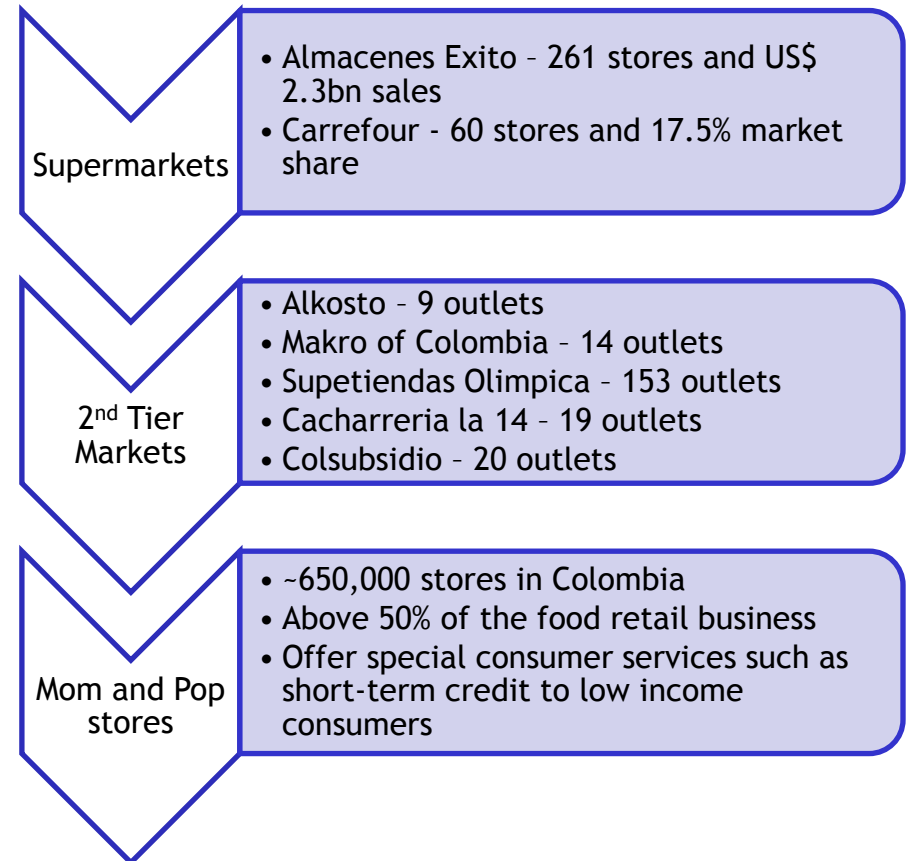 Supermarkets
• Almacenes Exito – 261 stores and US$
2.3bn sales
• Carrefour - 60 stores and 17.5% market
share
2nd Tier
Markets
• Alkosto – 9 outlets
• Makro of Colombia – 14 outlets
• Supetiendas Olimpica – 153 outlets
• Cacharreria la 14 – 19 outlets
• Colsubsidio – 20 outlets
Mom and Pop
stores
• ~650,000 stores in Colombia
• Above 50% of the food retail business
• Offer special consumer services such as
short-term credit to low income
consumers